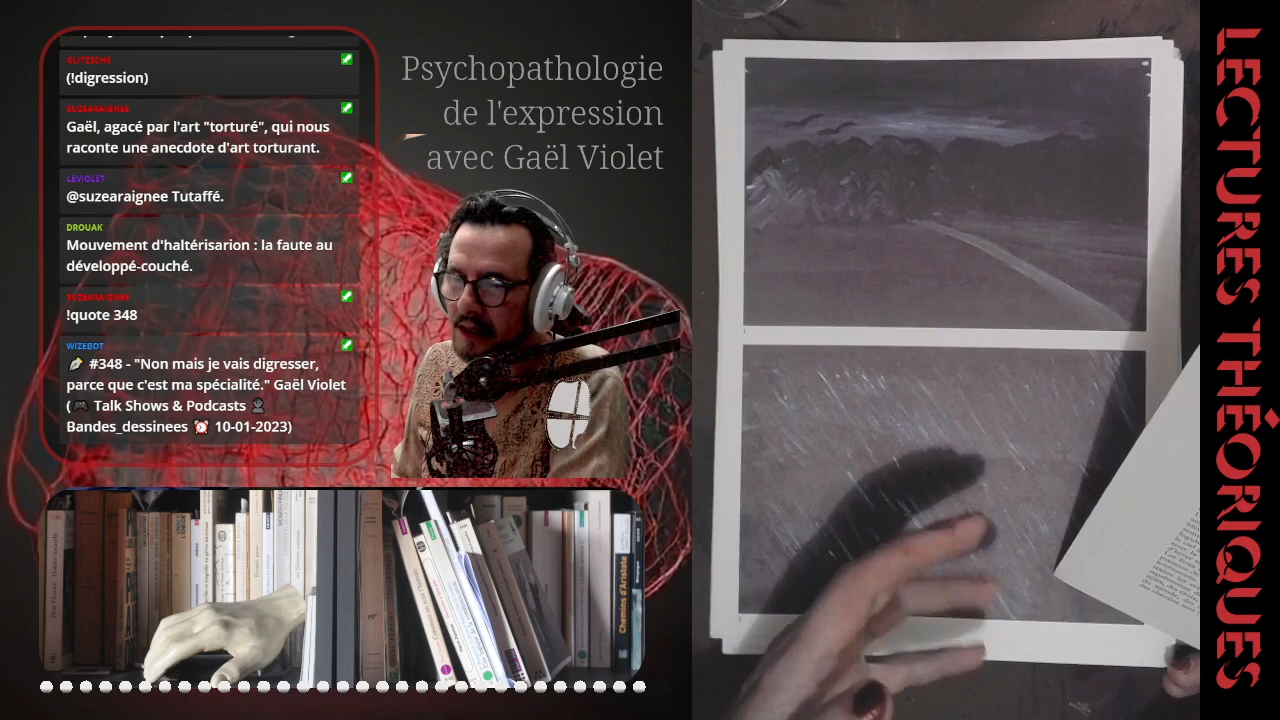 GLITZSCHE
(!digression)
SUZEARAIGNEE
Gaël, agacé par l'art "torturé", qui nous
raconte une anecdote d'art torturant.
LEVIOLET
@suzearaignee Tutaffé.
DROUAK
Mouvement d'haltérisarion : la faute au
développé-couché.
SUZEARAIGNEE
!quote 348
WIZEBOT
#348 - "Non mais je vais digresser,
parce que c'est ma spécialité." Gaël Violet
( Talk Shows & Podcasts
Bandes_dessinees 10-01-2023)
Psychopathologie
de l'expression
avec Gaël Violet
Chemins d'Aristote
LECTURES THÉORIQUES